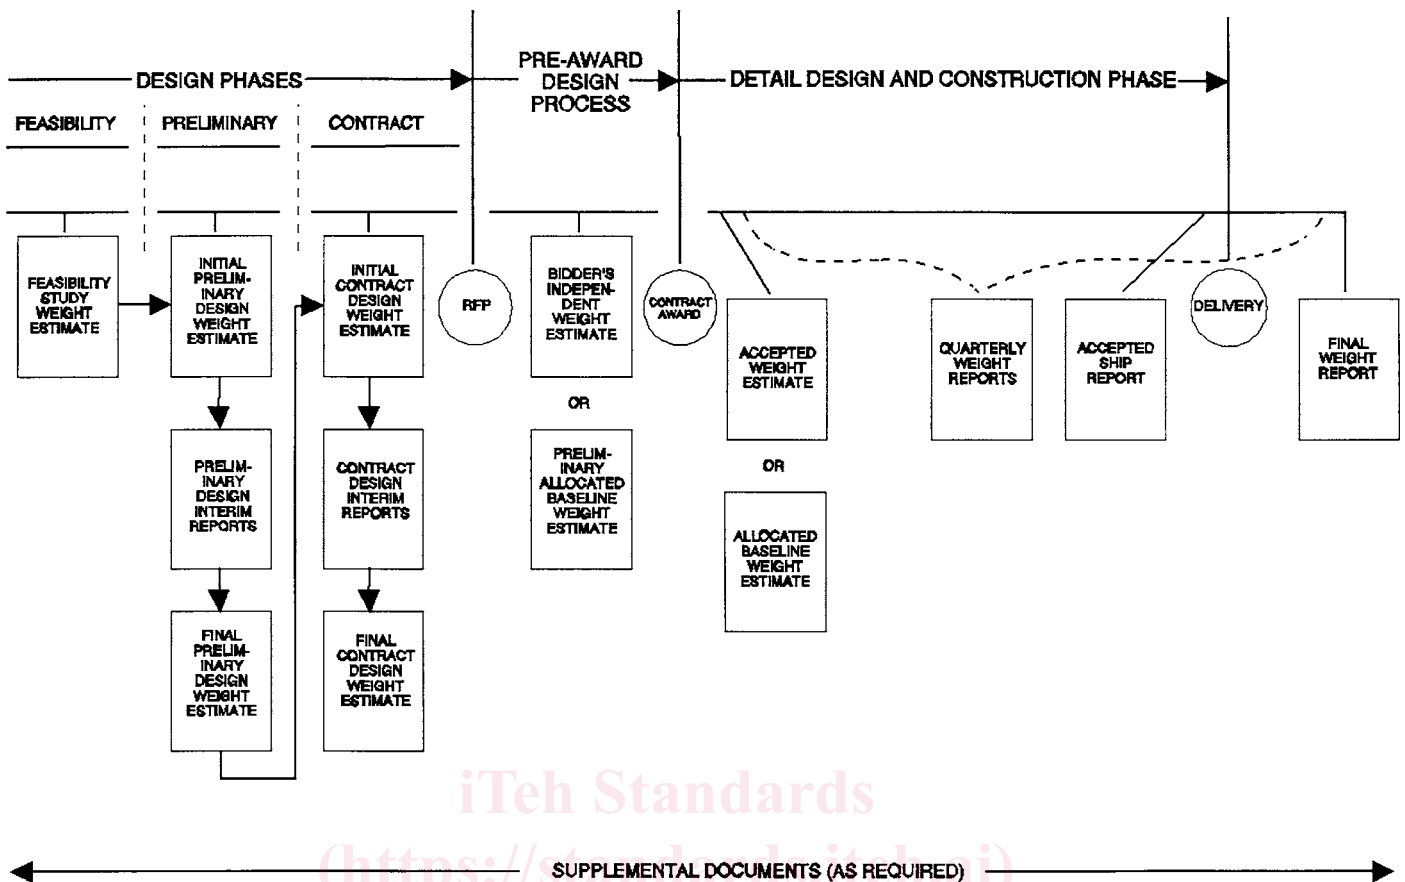 DESIGN PHASES
PRE-AWARD
DESIGN
PROCESS
DETAIL DESIGN AND CONSTRUCTION PHASE
FEASIBILITY
PRELIMINARY
CONTRACT
FEASIBILITY
STUDY
WEIGHT
ESTIMATE
INITIAL
PRELIM-
INARY
DESIGN
WEIGHT
ESTIMATE
INITIAL
CONTRACT
DESIGN
WEIGHT
ESTIMATE
RFP
BIDDER'S
INDEPEN-
DENT
WEIGHT
ESTIMATE
CONTRACT
AWARD
ACCEPTED
WEIGHT
ESTIMATE
QUARTERLY
WEIGHT
REPORTS
ACCEPTED
SHIP
REPORT
DELIVERY
FINAL
WEIGHT
REPORT
OR
OR
PRELIM-
INARY
DESIGN
INTERIM
REPORTS
CONTRACT
DESIGN
INTERIM
REPORTS
PRELIM-
INARY
ALLOCATED
BASELINE
WEIGHT
ESTIMATE
ALLOCATED
BASELINE
WEIGHT
ESTIMATE
FINAL
PRELIM-
INARY
DESIGN
WEIGHT
ESTIMATE
FINAL
CONTRACT
DESIGN
WEIGHT
ESTIMATE
iTeh Standards
(https://standards.iteh.ai)
SUPPLEMENTAL DOCUMENTS (AS REQUIRED)